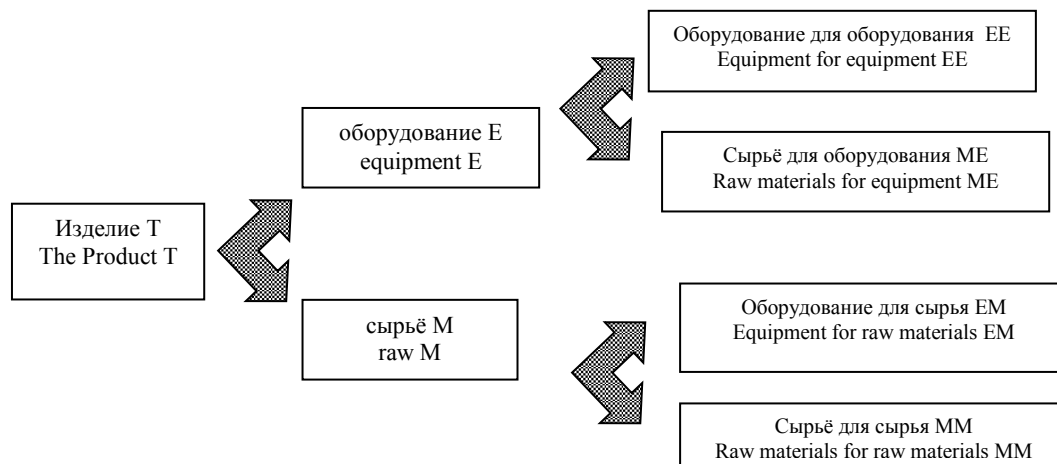 Изделие Т
The Product T
оборудование Е
equipment E
сырьё М
raw M
Оборудование для оборудования ЕЕ
Equipment for equipment EE
Сырьё для оборудования МЕ
Raw materials for equipment ME
Оборудование для сырья ЕМ
Equipment for raw materials EM
Сырьё для сырья ММ
Raw materials for raw materials MM